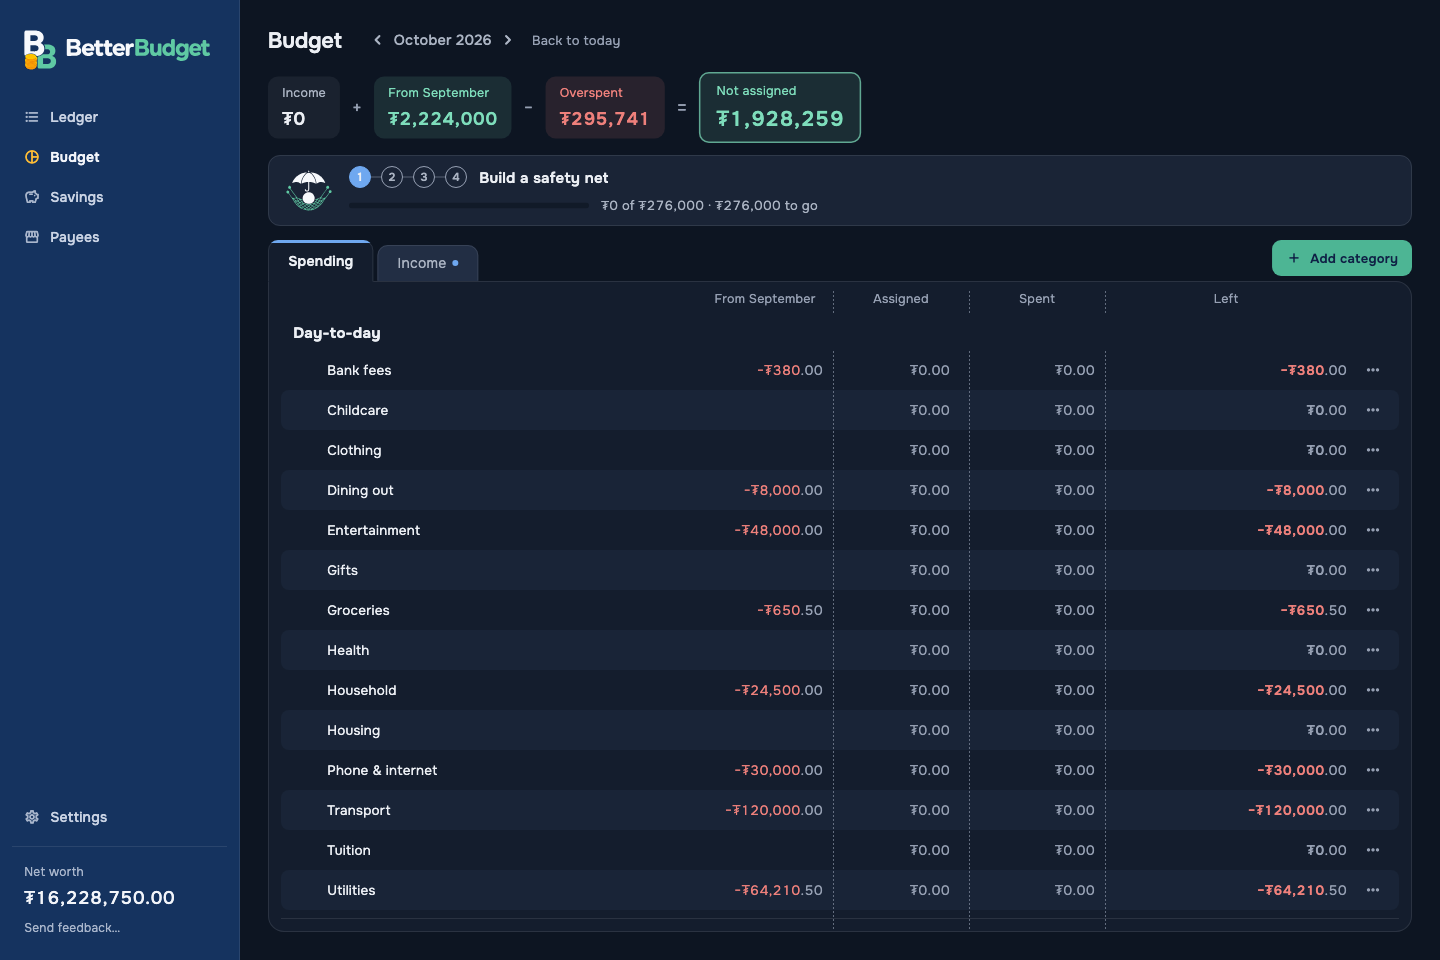 BetterBudget
Ledger
Budget
Savings
Payees
Settings
Net worth
₮16,228,750.00
Send feedback...
Budget
October 2026
Back to today
Income
₮0
+
From September
₮2,224,000
-
Overspent
₮295,741
=
Not assigned
₮1,928,259
1 2 3 4 Build a safety net
₮0 of ₮276,000 · ₮276,000 to go
Spending
Income
+ Add category
From September Assigned Spent Left
Day-to-day
Bank fees -₮380.00 ₮0.00 ₮0.00 -₮380.00
Childcare ₮0.00 ₮0.00 ₮0.00
Clothing ₮0.00 ₮0.00 ₮0.00
Dining out -₮8,000.00 ₮0.00 ₮0.00 -₮8,000.00
Entertainment -₮48,000.00 ₮0.00 ₮0.00 -₮48,000.00
Gifts ₮0.00 ₮0.00 ₮0.00
Groceries -₮650.50 ₮0.00 ₮0.00 -₮650.50
Health ₮0.00 ₮0.00 ₮0.00
Household -₮24,500.00 ₮0.00 ₮0.00 -₮24,500.00
Housing ₮0.00 ₮0.00 ₮0.00
Phone & internet -₮30,000.00 ₮0.00 ₮0.00 -₮30,000.00
Transport -₮120,000.00 ₮0.00 ₮0.00 -₮120,000.00
Tuition ₮0.00 ₮0.00 ₮0.00
Utilities -₮64,210.50 ₮0.00 ₮0.00 -₮64,210.50